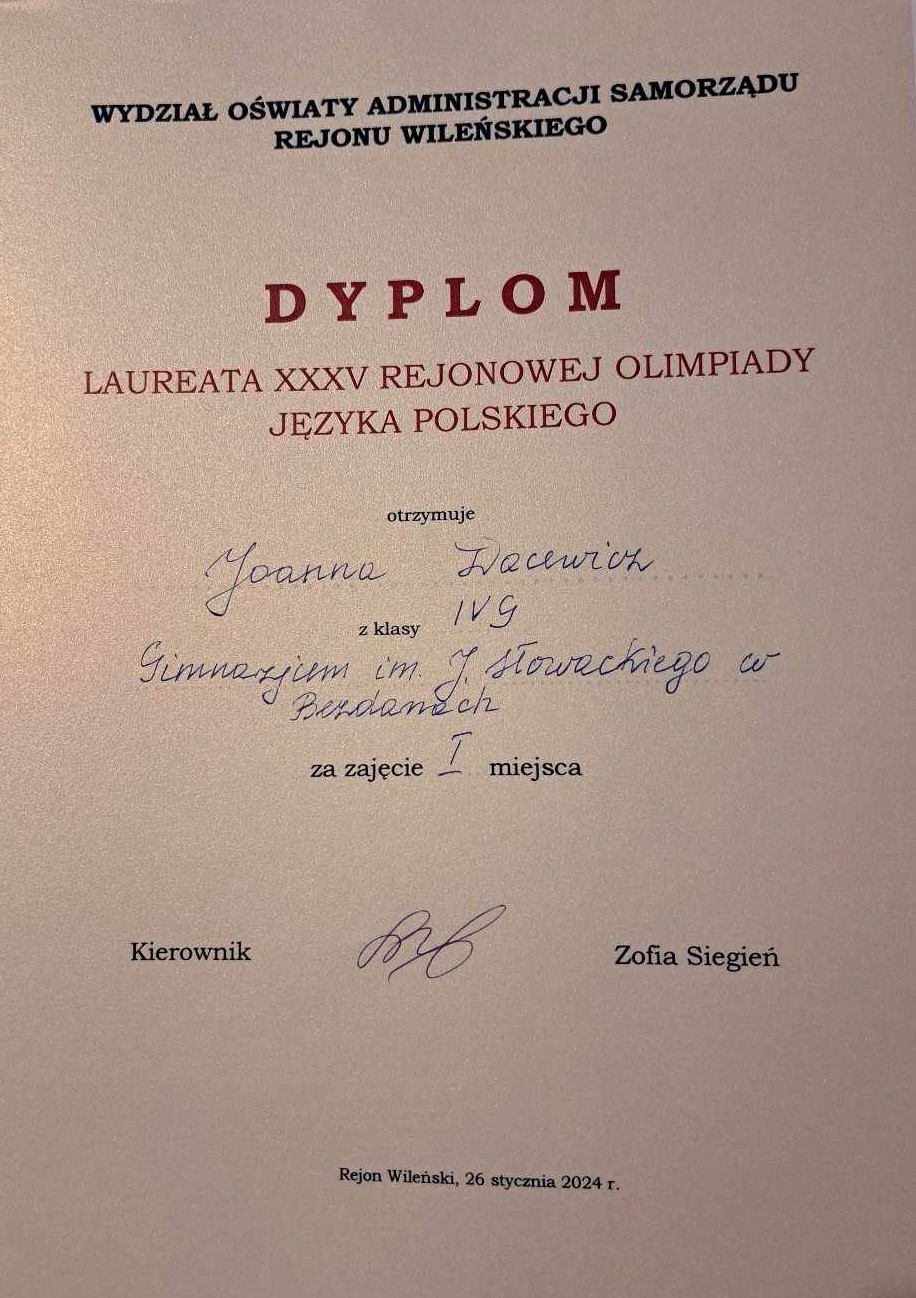 WYDZIAŁ OŚWIATY ADMINISTRACJI SAMORZĄDU
REJONU WILEŃSKIEGO
DYPLOM
LAUREATA XXXV REJONOWEJ OLIMPIADY
JĘZYKA POLSKIEGO
otrzymuje
Joanna
z klasy IVG
Gimnazjum im. J. Słowackiego w
Bezdanach
za zajęcie I miejsca
Kierownik Zofia Siegień
Rejon Wileński, 26 stycznia 2024 r.